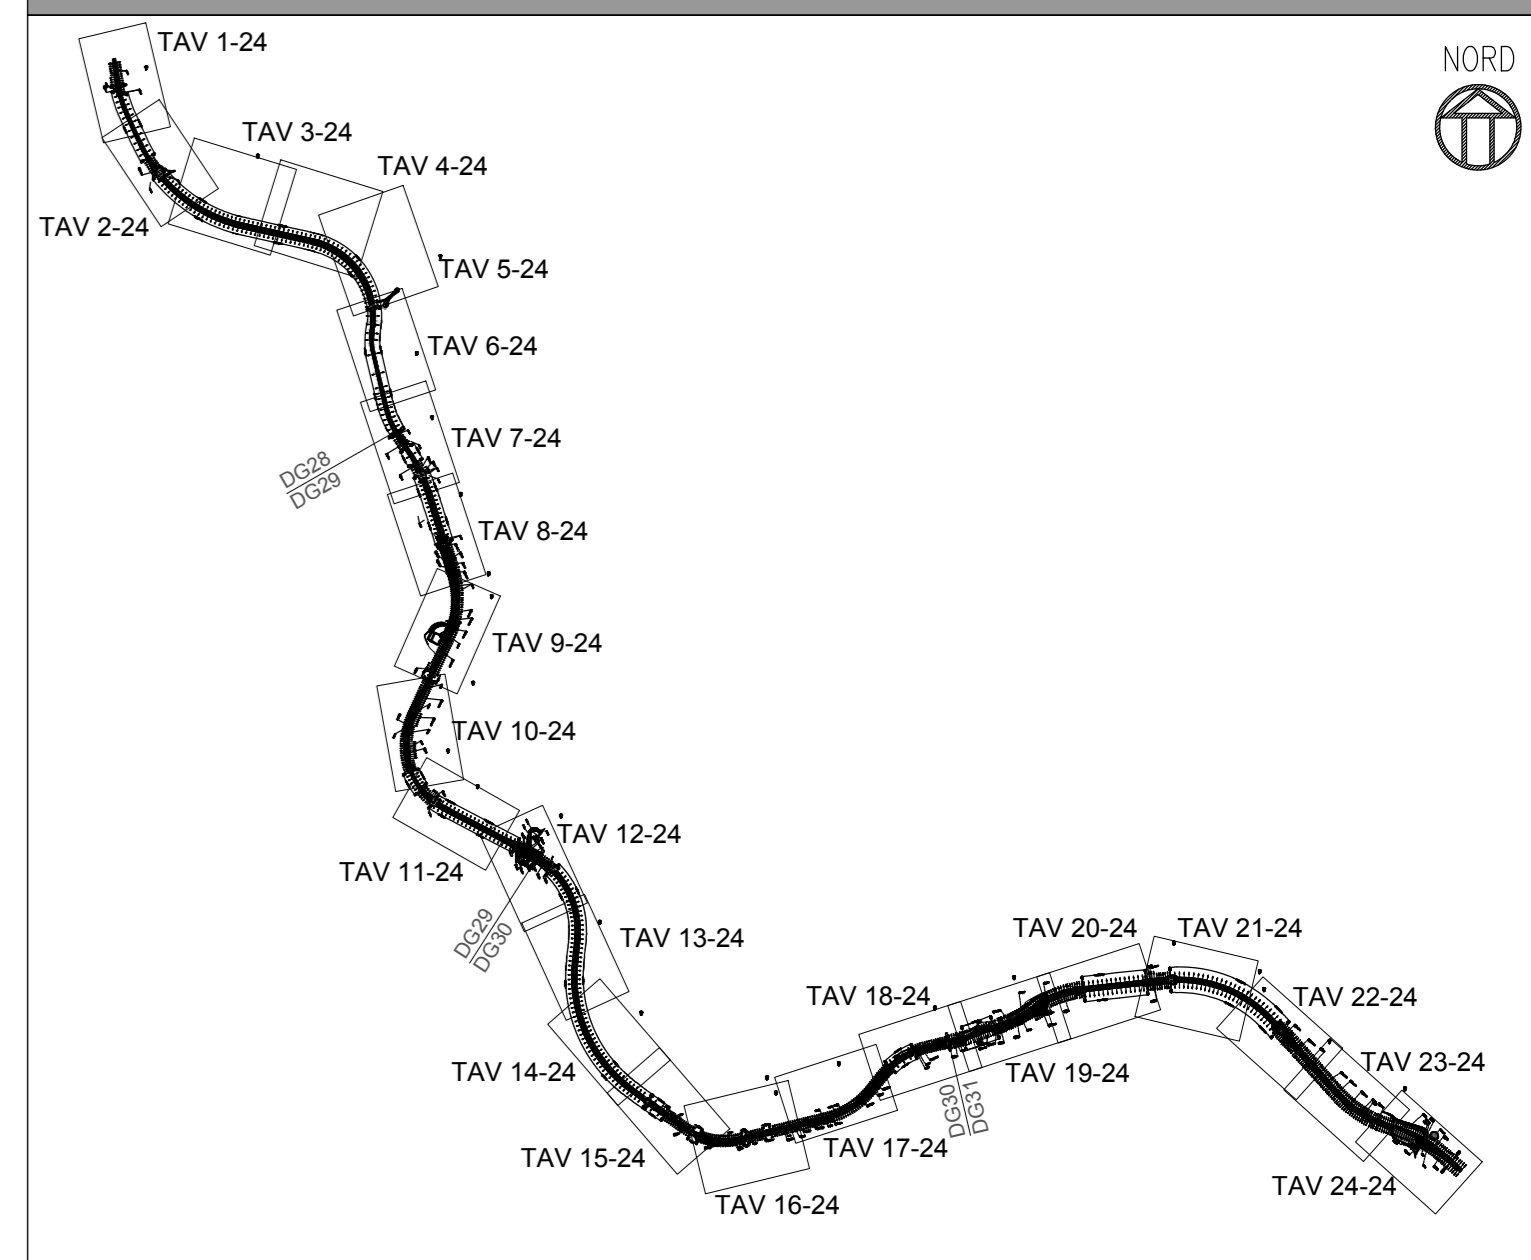 TAV 1-24
NORD
TAV 3-24
TAV 4-24
TAV 2-24
TAV 5-24
TAV 6-24
TAV 7-24
DG28
DG29
TAV 8-24
TAV 9-24
TAV 10-24
TAV 12-24
TAV 11-24
DG29
DG30
TAV 13-24
TAV 20-24
TAV 21-24
TAV 18-24
TAV 22-24
TAV 14-24
TAV 19-24
TAV 23-24
DG30
DG31
TAV 17-24
TAV 15-24
TAV 24-24
TAV 16-24